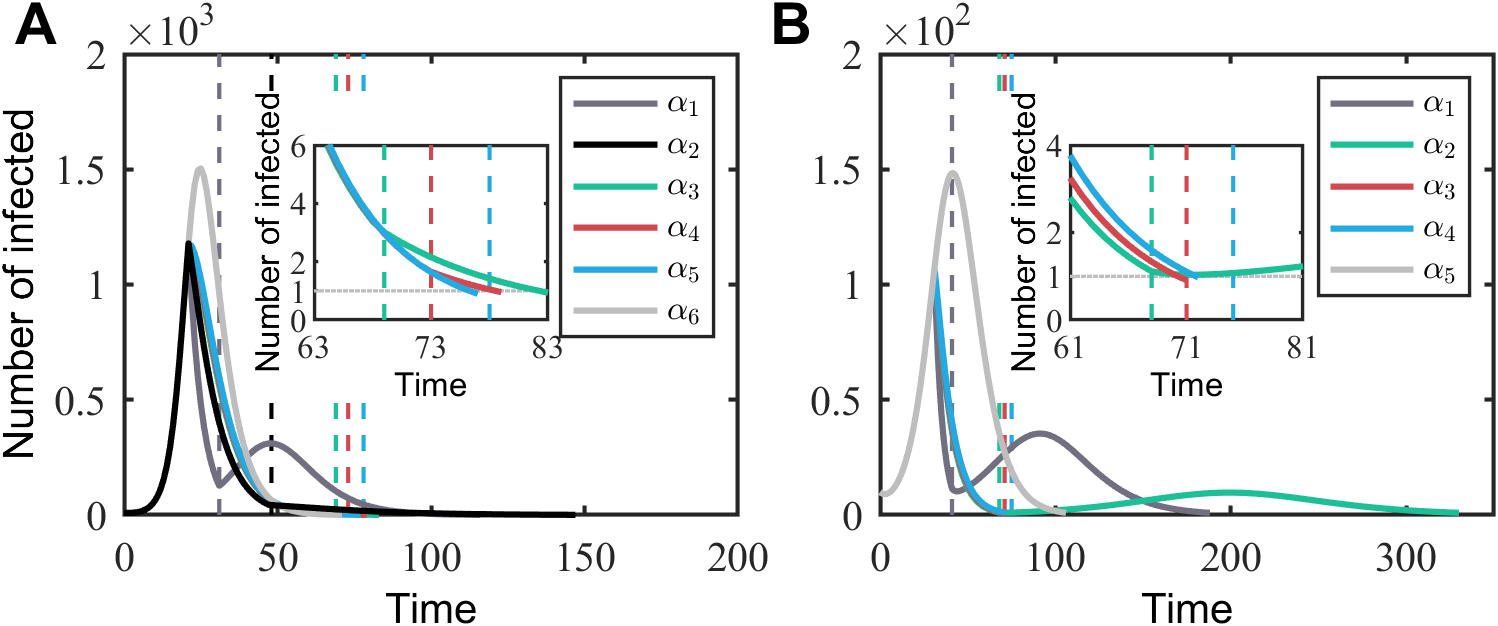 A
×10³
2
1.5
1
0.5
0
Number of infected
0 50 100 150 200
Time
6
4
2
1
0
Number of infected
63 73 83
Time
α₁
α₂
α₃
α₄
α₅
α₆
B
×10²
2
1.5
1
0.5
0
Number of infected
0 100 200 300
Time
4
2
1
0
Number of infected
61 71 81
Time
α₁
α₂
α₃
α₄
α₅